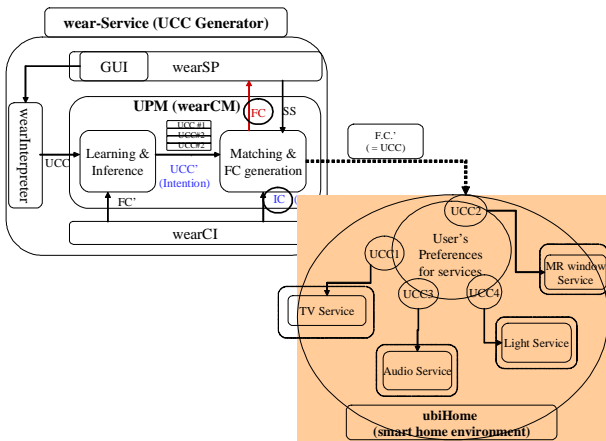 wear-Service (UCC Generator)
GUI
wearSP
wearInterpreter
UPM (wearCM)
FC
SS
UCC #1
UCC#2
UCC#2
UCC
Learning &
Inference
UCC'
(Intention)
Matching &
FC generation
FC'
IC (
wearCI
F.C.'
( = UCC)
UCC2
User's
Preferences
for services
UCC1
UCC3
UCC4
MR window
Service
TV Service
Light Service
Audio Service
ubiHome
(smart home environment)